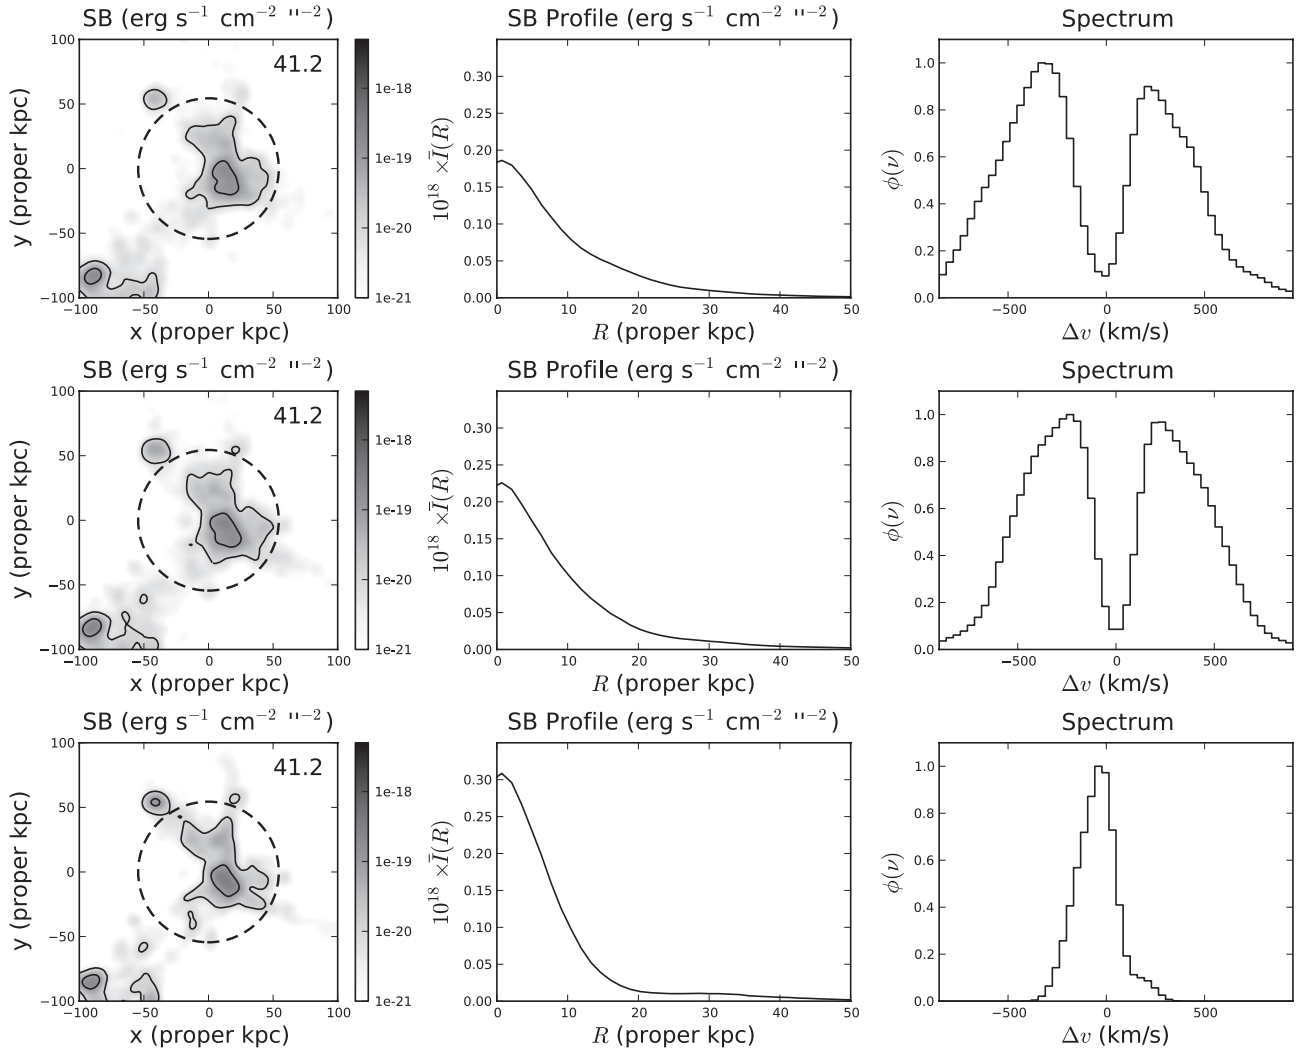 SB (erg s⁻¹ cm⁻² ″⁻²)
SB Profile (erg s⁻¹ cm⁻² ″⁻²)
Spectrum
41.2
100
50
0
−50
−100
y (proper kpc)
−100 −50 0 50 100
x (proper kpc)
1e-18
1e-19
1e-20
1e-21
0.35
0.30
0.25
0.20
0.15
0.10
0.05
0.00
10¹⁸ × Ī(R)
0 10 20 30 40 50
R (proper kpc)
1.0
0.8
0.6
0.4
0.2
0.0
ϕ(ν)
−500 0 500
Δv (km/s)
SB (erg s⁻¹ cm⁻² ″⁻²)
SB Profile (erg s⁻¹ cm⁻² ″⁻²)
Spectrum
41.2
100
50
0
−50
−100
y (proper kpc)
−100 −50 0 50 100
x (proper kpc)
1e-18
1e-19
1e-20
1e-21
0.30
0.25
0.20
0.15
0.10
0.05
0.00
10¹⁸ × Ī(R)
0 10 20 30 40 50
R (proper kpc)
1.0
0.8
0.6
0.4
0.2
0.0
ϕ(ν)
−500 0 500
Δv (km/s)
SB (erg s⁻¹ cm⁻² ″⁻²)
SB Profile (erg s⁻¹ cm⁻² ″⁻²)
Spectrum
41.2
100
50
0
−50
−100
y (proper kpc)
−100 −50 0 50 100
x (proper kpc)
1e-18
1e-19
1e-20
1e-21
0.30
0.25
0.20
0.15
0.10
0.05
0.00
10¹⁸ × Ī(R)
0 10 20 30 40 50
R (proper kpc)
1.0
0.8
0.6
0.4
0.2
0.0
ϕ(ν)
−500 0 500
Δv (km/s)